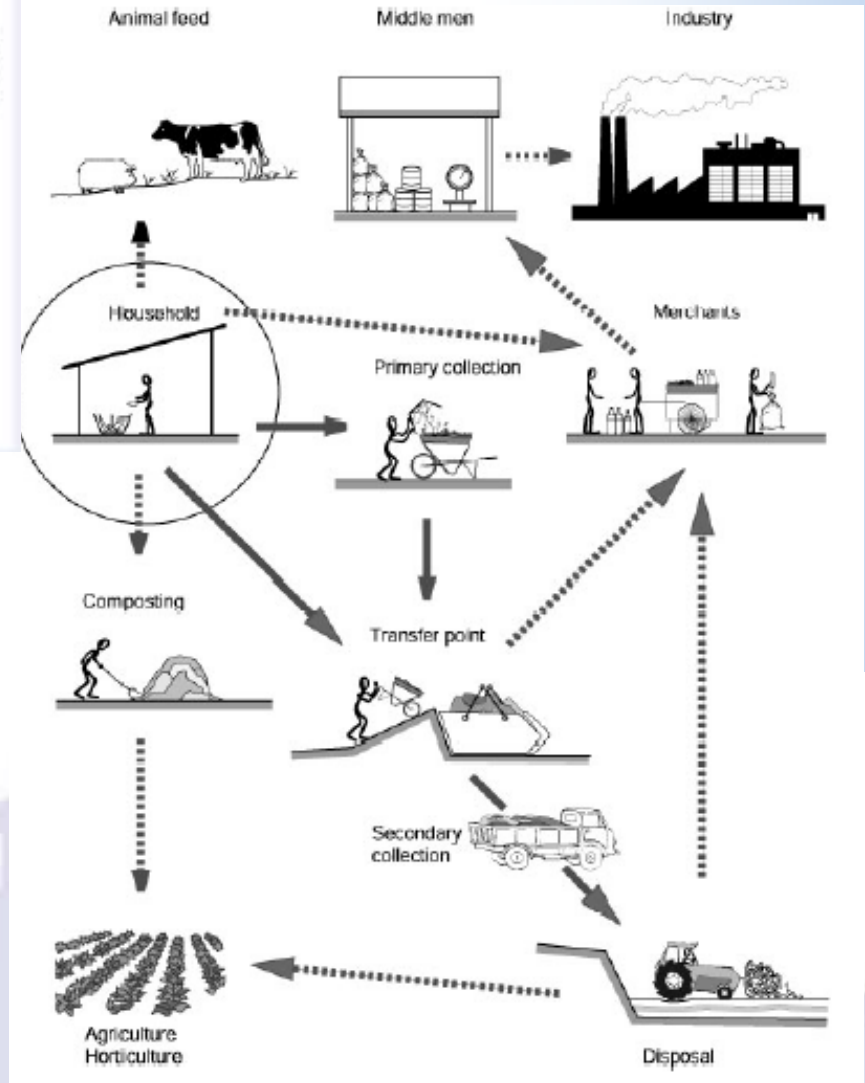 Animal feed
Middle men
Industry
Household
Merchants
Primary collection
Composting
Transfer point
Secondary
collection
Agriculture
Horticulture
Disposal